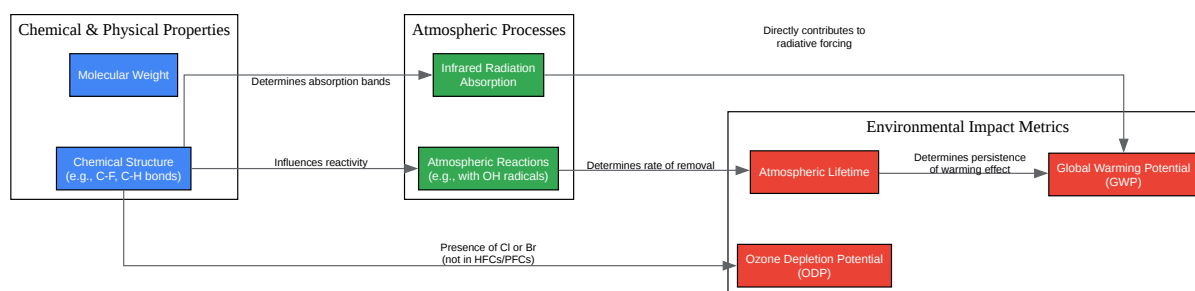 Chemical & Physical Properties
Molecular Weight
Chemical Structure
(e.g., C-F, C-H bonds)
Determines absorption bands
Influences reactivity
Atmospheric Processes
Infrared Radiation
Absorption
Atmospheric Reactions
(e.g., with OH radicals)
Directly contributes to
radiative forcing
Determines rate of removal
Environmental Impact Metrics
Atmospheric Lifetime
Determines persistence
of warming effect
Global Warming Potential
(GWP)
Presence of Cl or Br
(not in HFCs/PFCs)
Ozone Depletion Potential
(ODP)